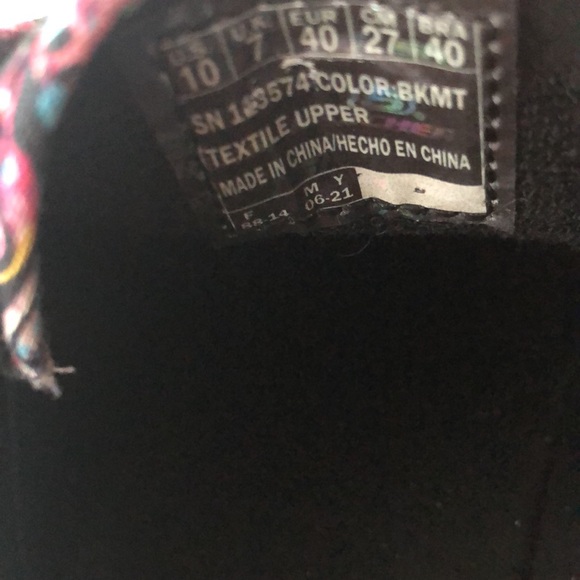 US UK EUR CM BRA
10 7 40 27 40
SN COLOR:BKMT
TEXTILE UPPER
MADE IN CHINA/HECHO EN CHINA
F M Y
06-21